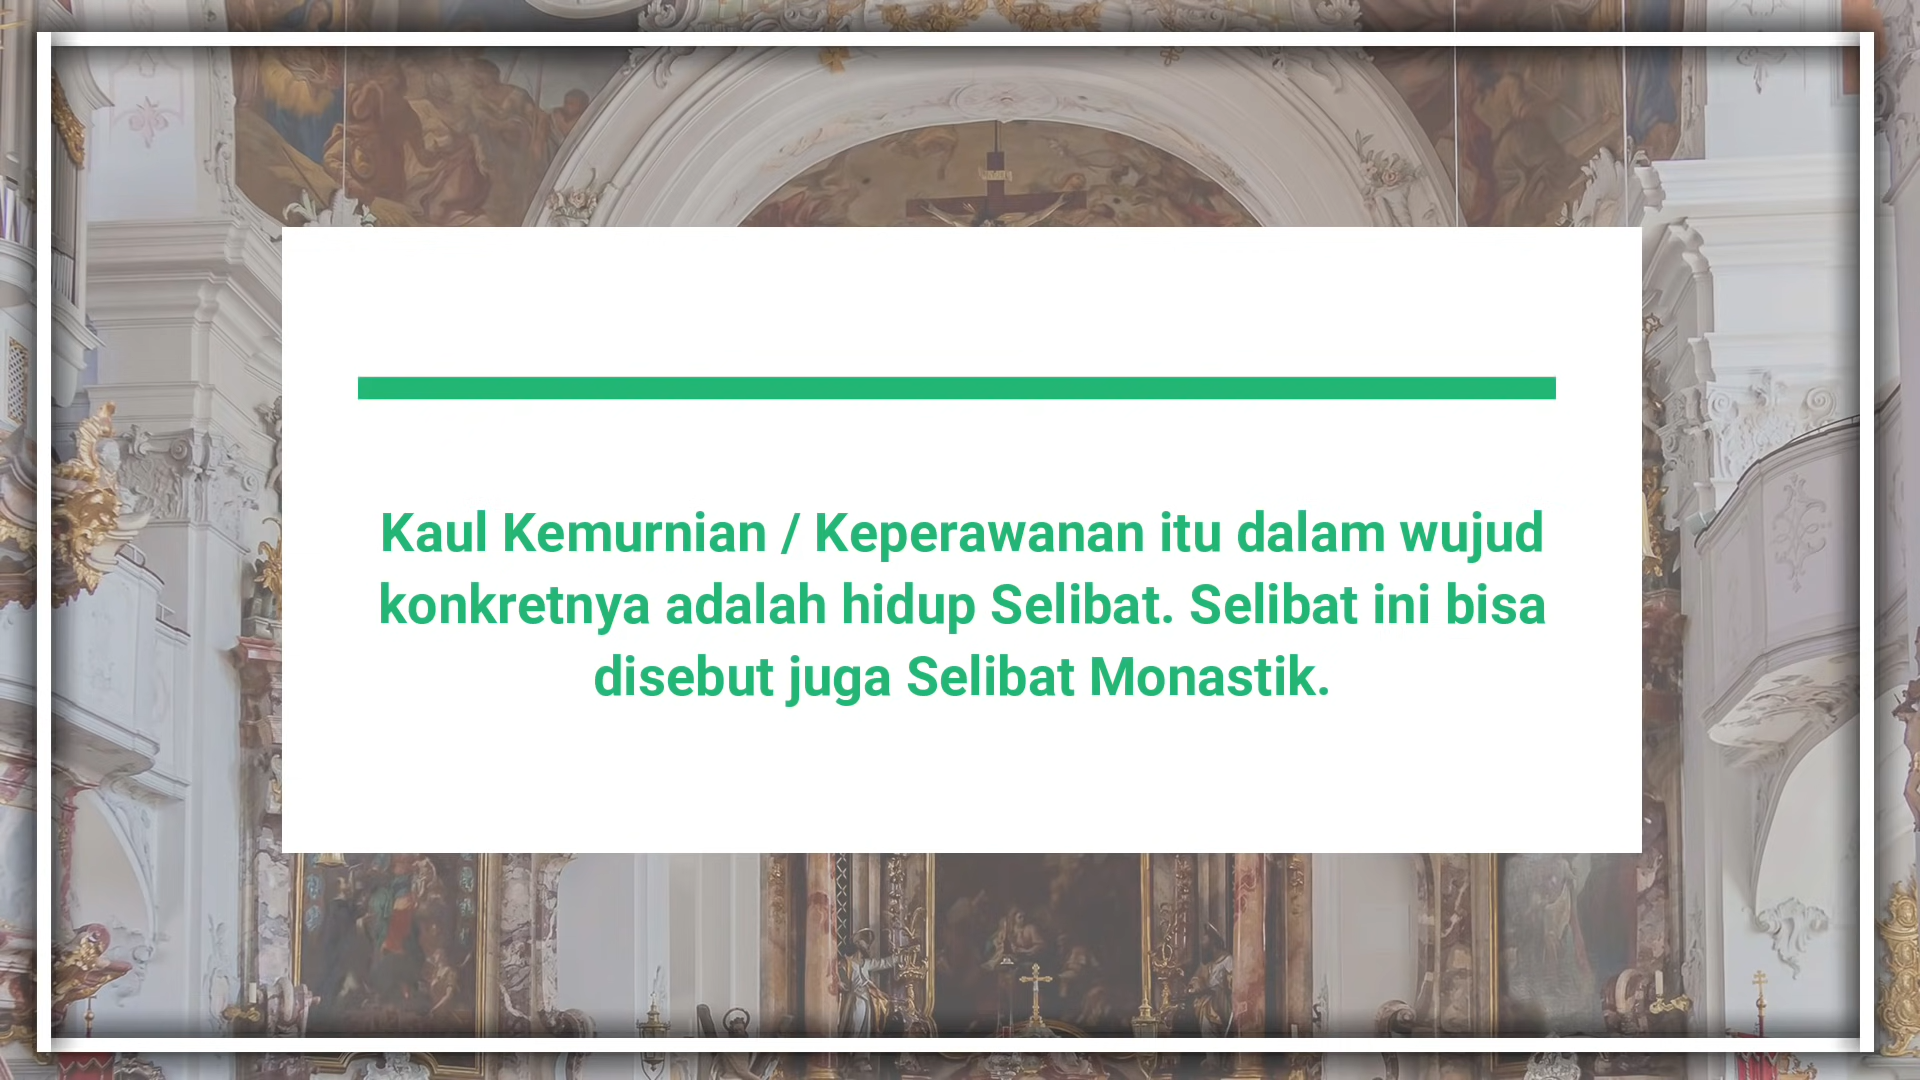 Kaul Kemurnian / Keperawanan itu dalam wujud
konkretnya adalah hidup Selibat. Selibat ini bisa
disebut juga Selibat Monastik.